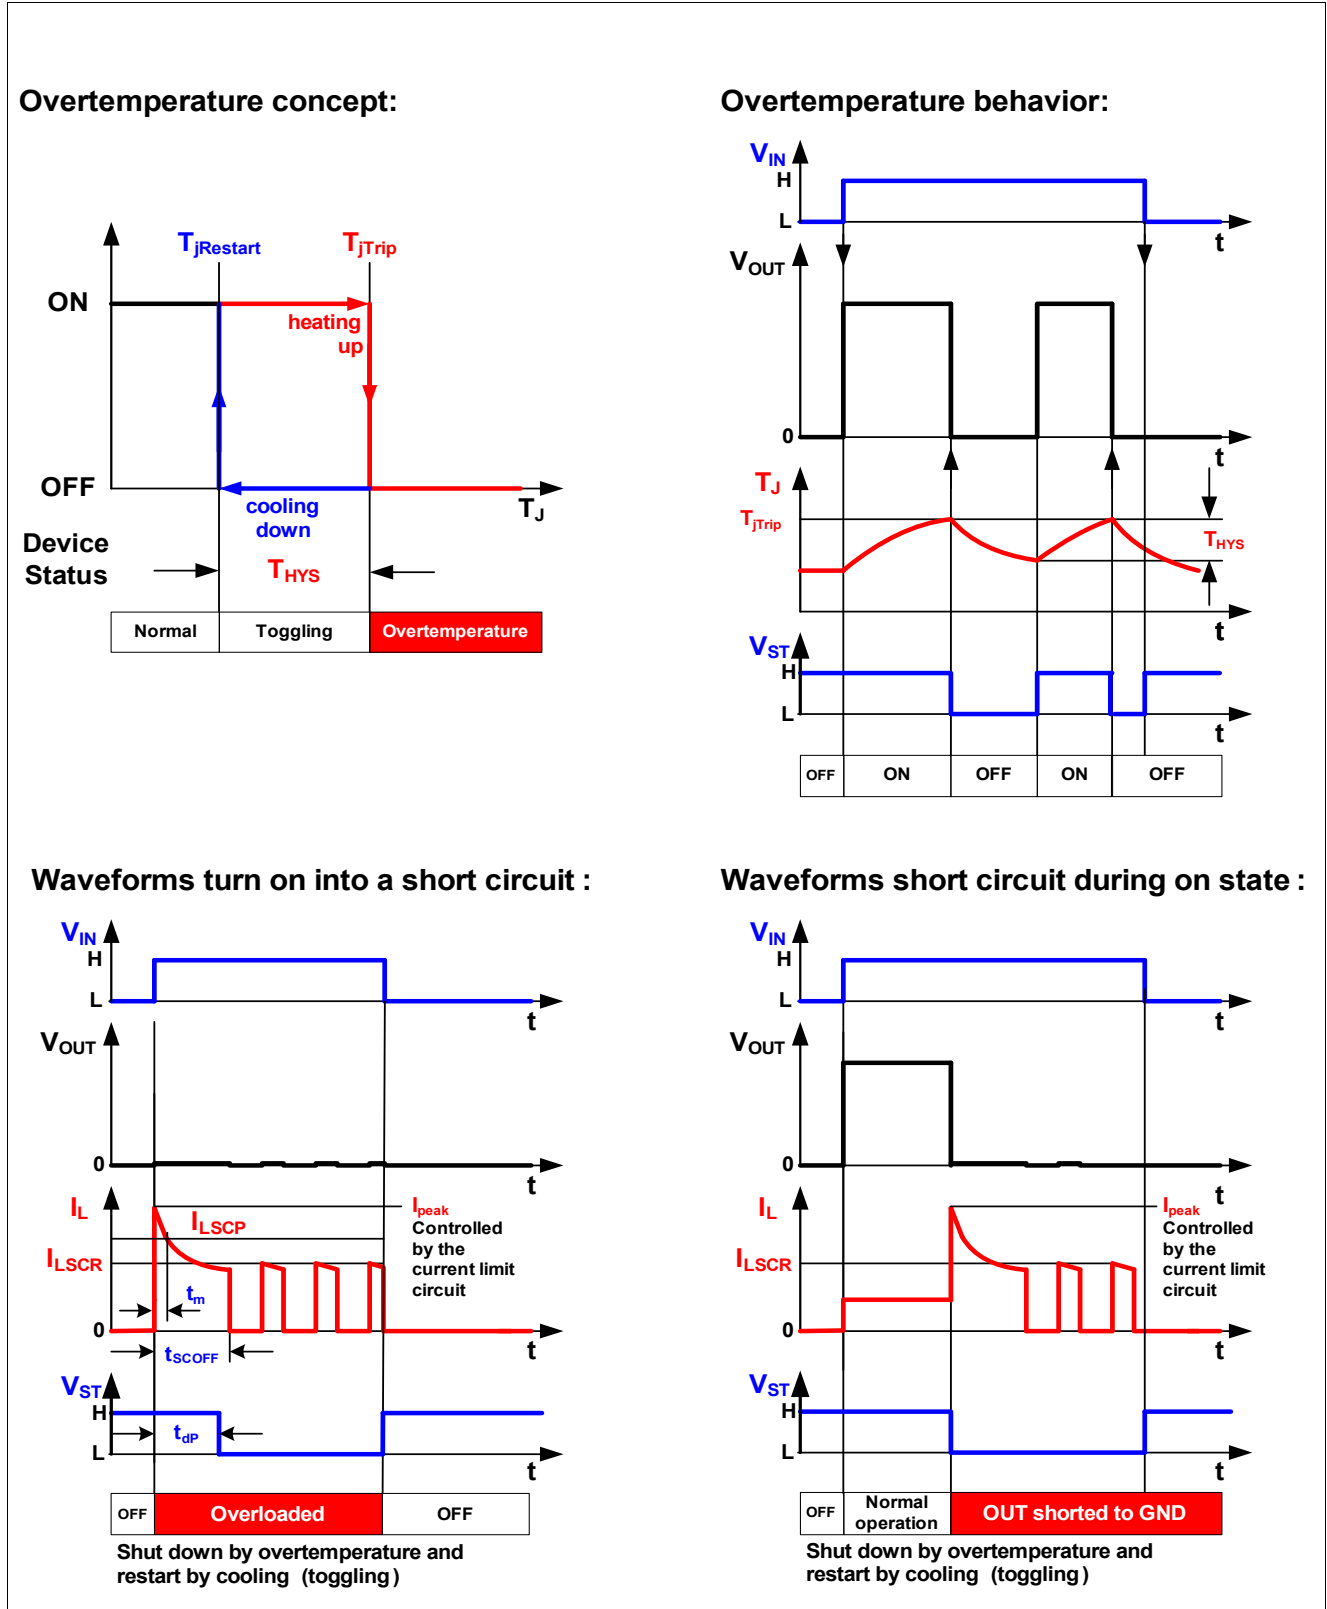 Overtemperature concept:
TjRestart
TjTrip
ON
heating
up
OFF
cooling
down
TJ
Device
Status
THYS
Normal
Toggling
Overtemperature
Overtemperature behavior:
VIN
H
L
t
VOUT
0
t
TJ
TjTrip
THYS
t
VST
H
L
t
OFF
ON
OFF
ON
OFF
Waveforms turn on into a short circuit :
VIN
H
L
t
VOUT
0
t
IL
Ipeak
Controlled
by the
current limit
circuit
ILSCP
ILSCR
tm
0
t
tSCOFF
VST
H
tdP
L
t
OFF
Overloaded
OFF
Shut down by overtemperature and
restart by cooling (toggling)
Waveforms short circuit during on state :
VIN
H
L
t
VOUT
0
t
IL
Ipeak
Controlled
by the
current limit
circuit
ILSCR
0
t
VST
H
L
t
OFF
Normal
operation
OUT shorted to GND
Shut down by overtemperature and
restart by cooling (toggling)